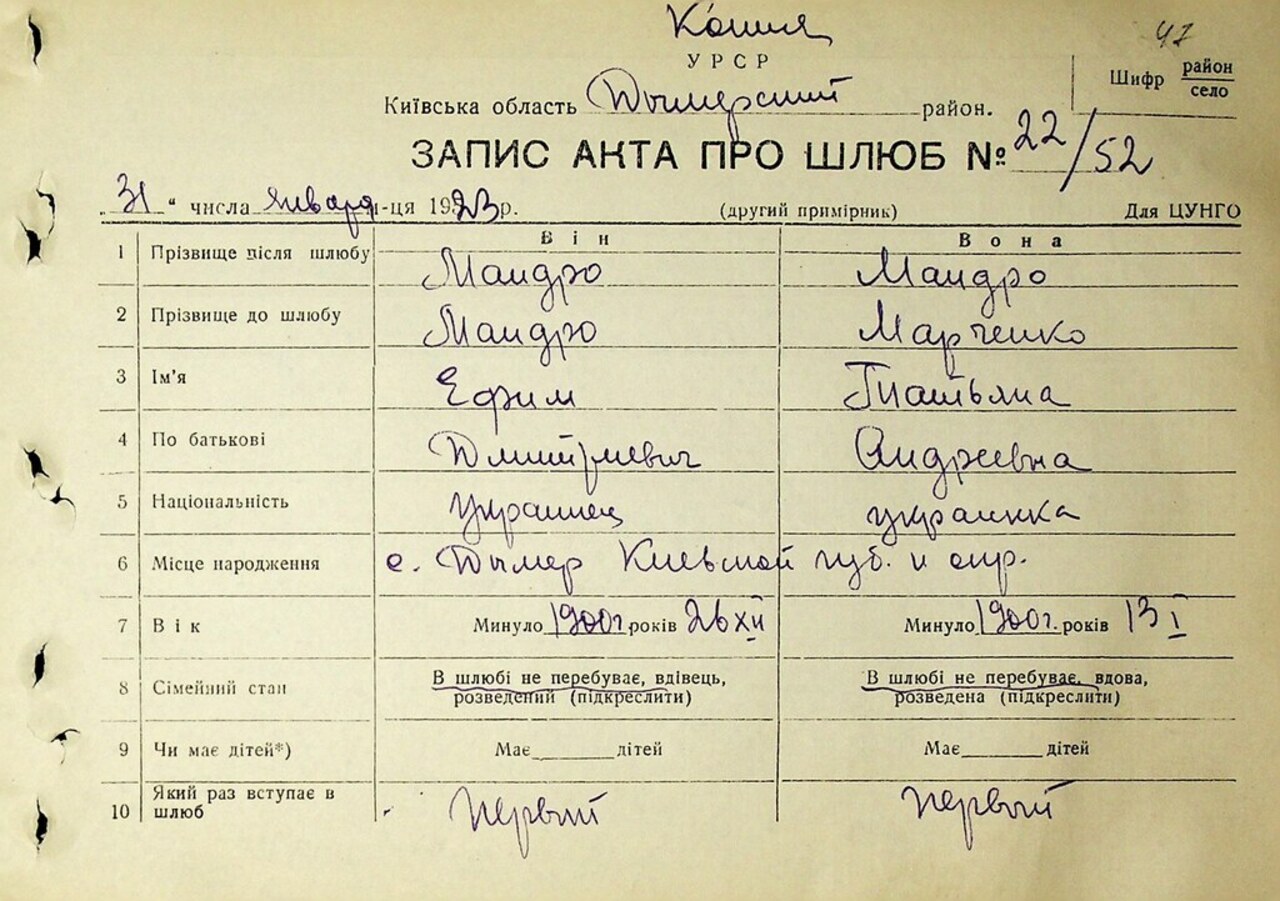 Копия
47
УРСР
Шифр район
село
Київська область Дымерский район.
ЗАПИС АКТА ПРО ШЛЮБ № 22/52
„31“ числа января м-ця 1923 р.
(другий примірник)
Для ЦУНГО
Він Вона
1 Прізвище після шлюбу Мандро Мандро
2 Прізвище до шлюбу Мандро Марченко
3 Ім'я Ефим Татьяна
4 По батькові Дмитриевич Андреевна
5 Національність украинец украинка
6 Місце народження с. Дымер Киевской губ. и окр.
7 Вік Минуло 1900г. років 26 XII Минуло 1900г. років 13 I
8 Сімейний стан В шлюбі не перебуває, вдівець, В шлюбі не перебуває, вдова,
розведений (підкреслити) розведена (підкреслити)
9 Чи має дітей*) Має ______ дітей Має ______ дітей
10 Який раз вступає в шлюб первый первый